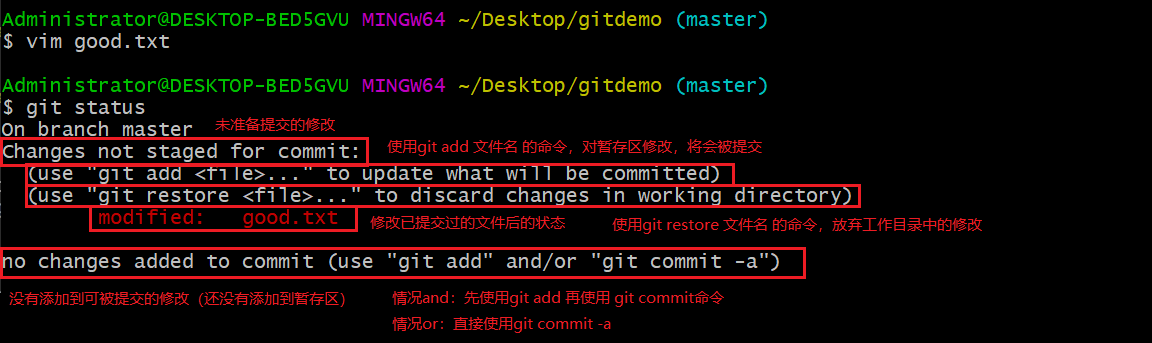 Administrator@DESKTOP-BED5GVU MINGW64 ~/Desktop/gitdemo (master)
$ vim good.txt
Administrator@DESKTOP-BED5GVU MINGW64 ~/Desktop/gitdemo (master)
$ git status
On branch master 未准备提交的修改
Changes not staged for commit: 使用git add 文件名 的命令，对暂存区修改，将会被提交
(use "git add <file>..." to update what will be committed)
(use "git restore <file>..." to discard changes in working directory)
modified: good.txt 修改已提交过的文件后的状态 使用git restore 文件名 的命令，放弃工作目录中的修改
no changes added to commit (use "git add" and/or "git commit -a")
没有添加到可被提交的修改（还没有添加到暂存区） 情况and：先使用git add 再使用 git commit命令
情况or：直接使用git commit -a